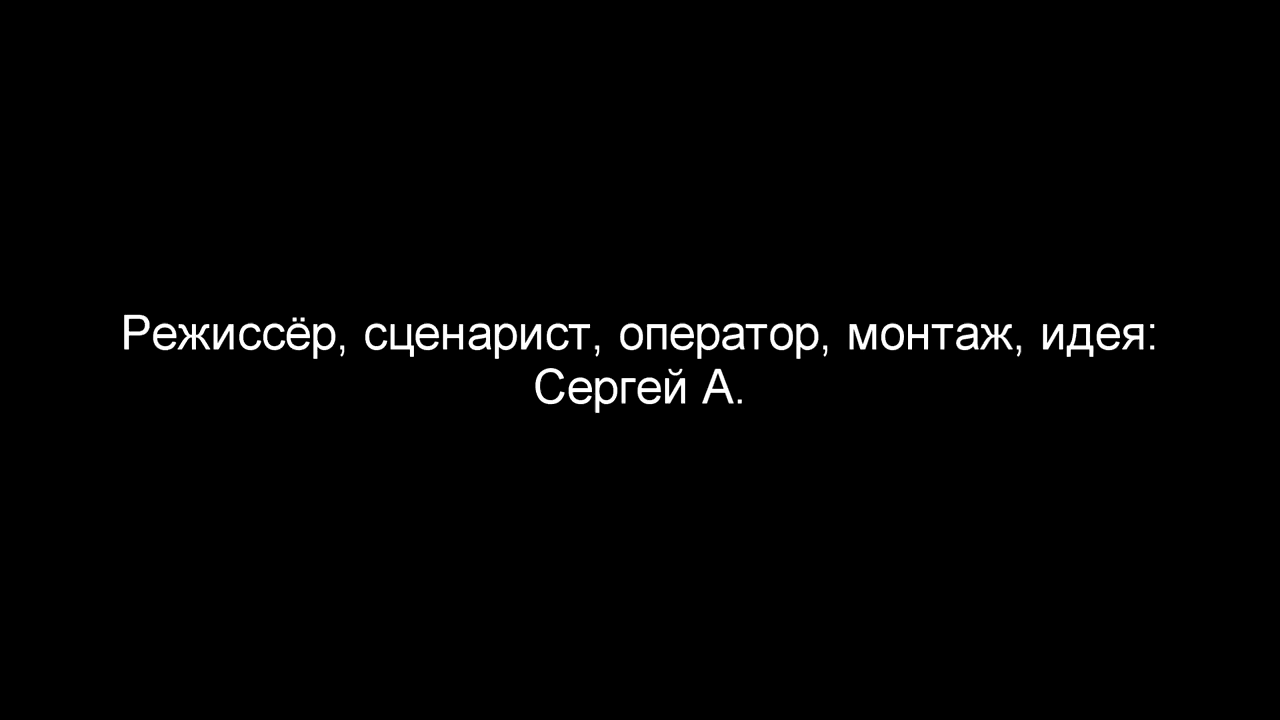 Режиссёр, сценарист, оператор, монтаж, идея:
Сергей А.